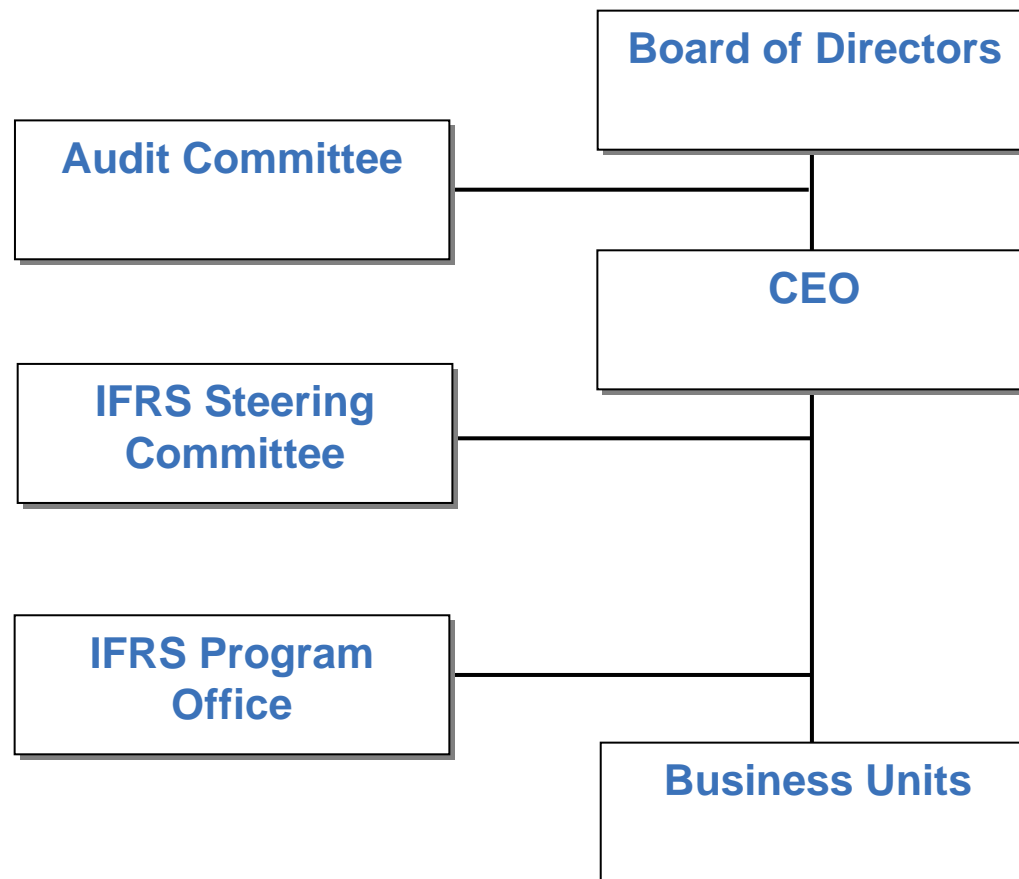 Board of Directors
Audit Committee
CEO
IFRS Steering
Committee
IFRS Program
Office
Business Units